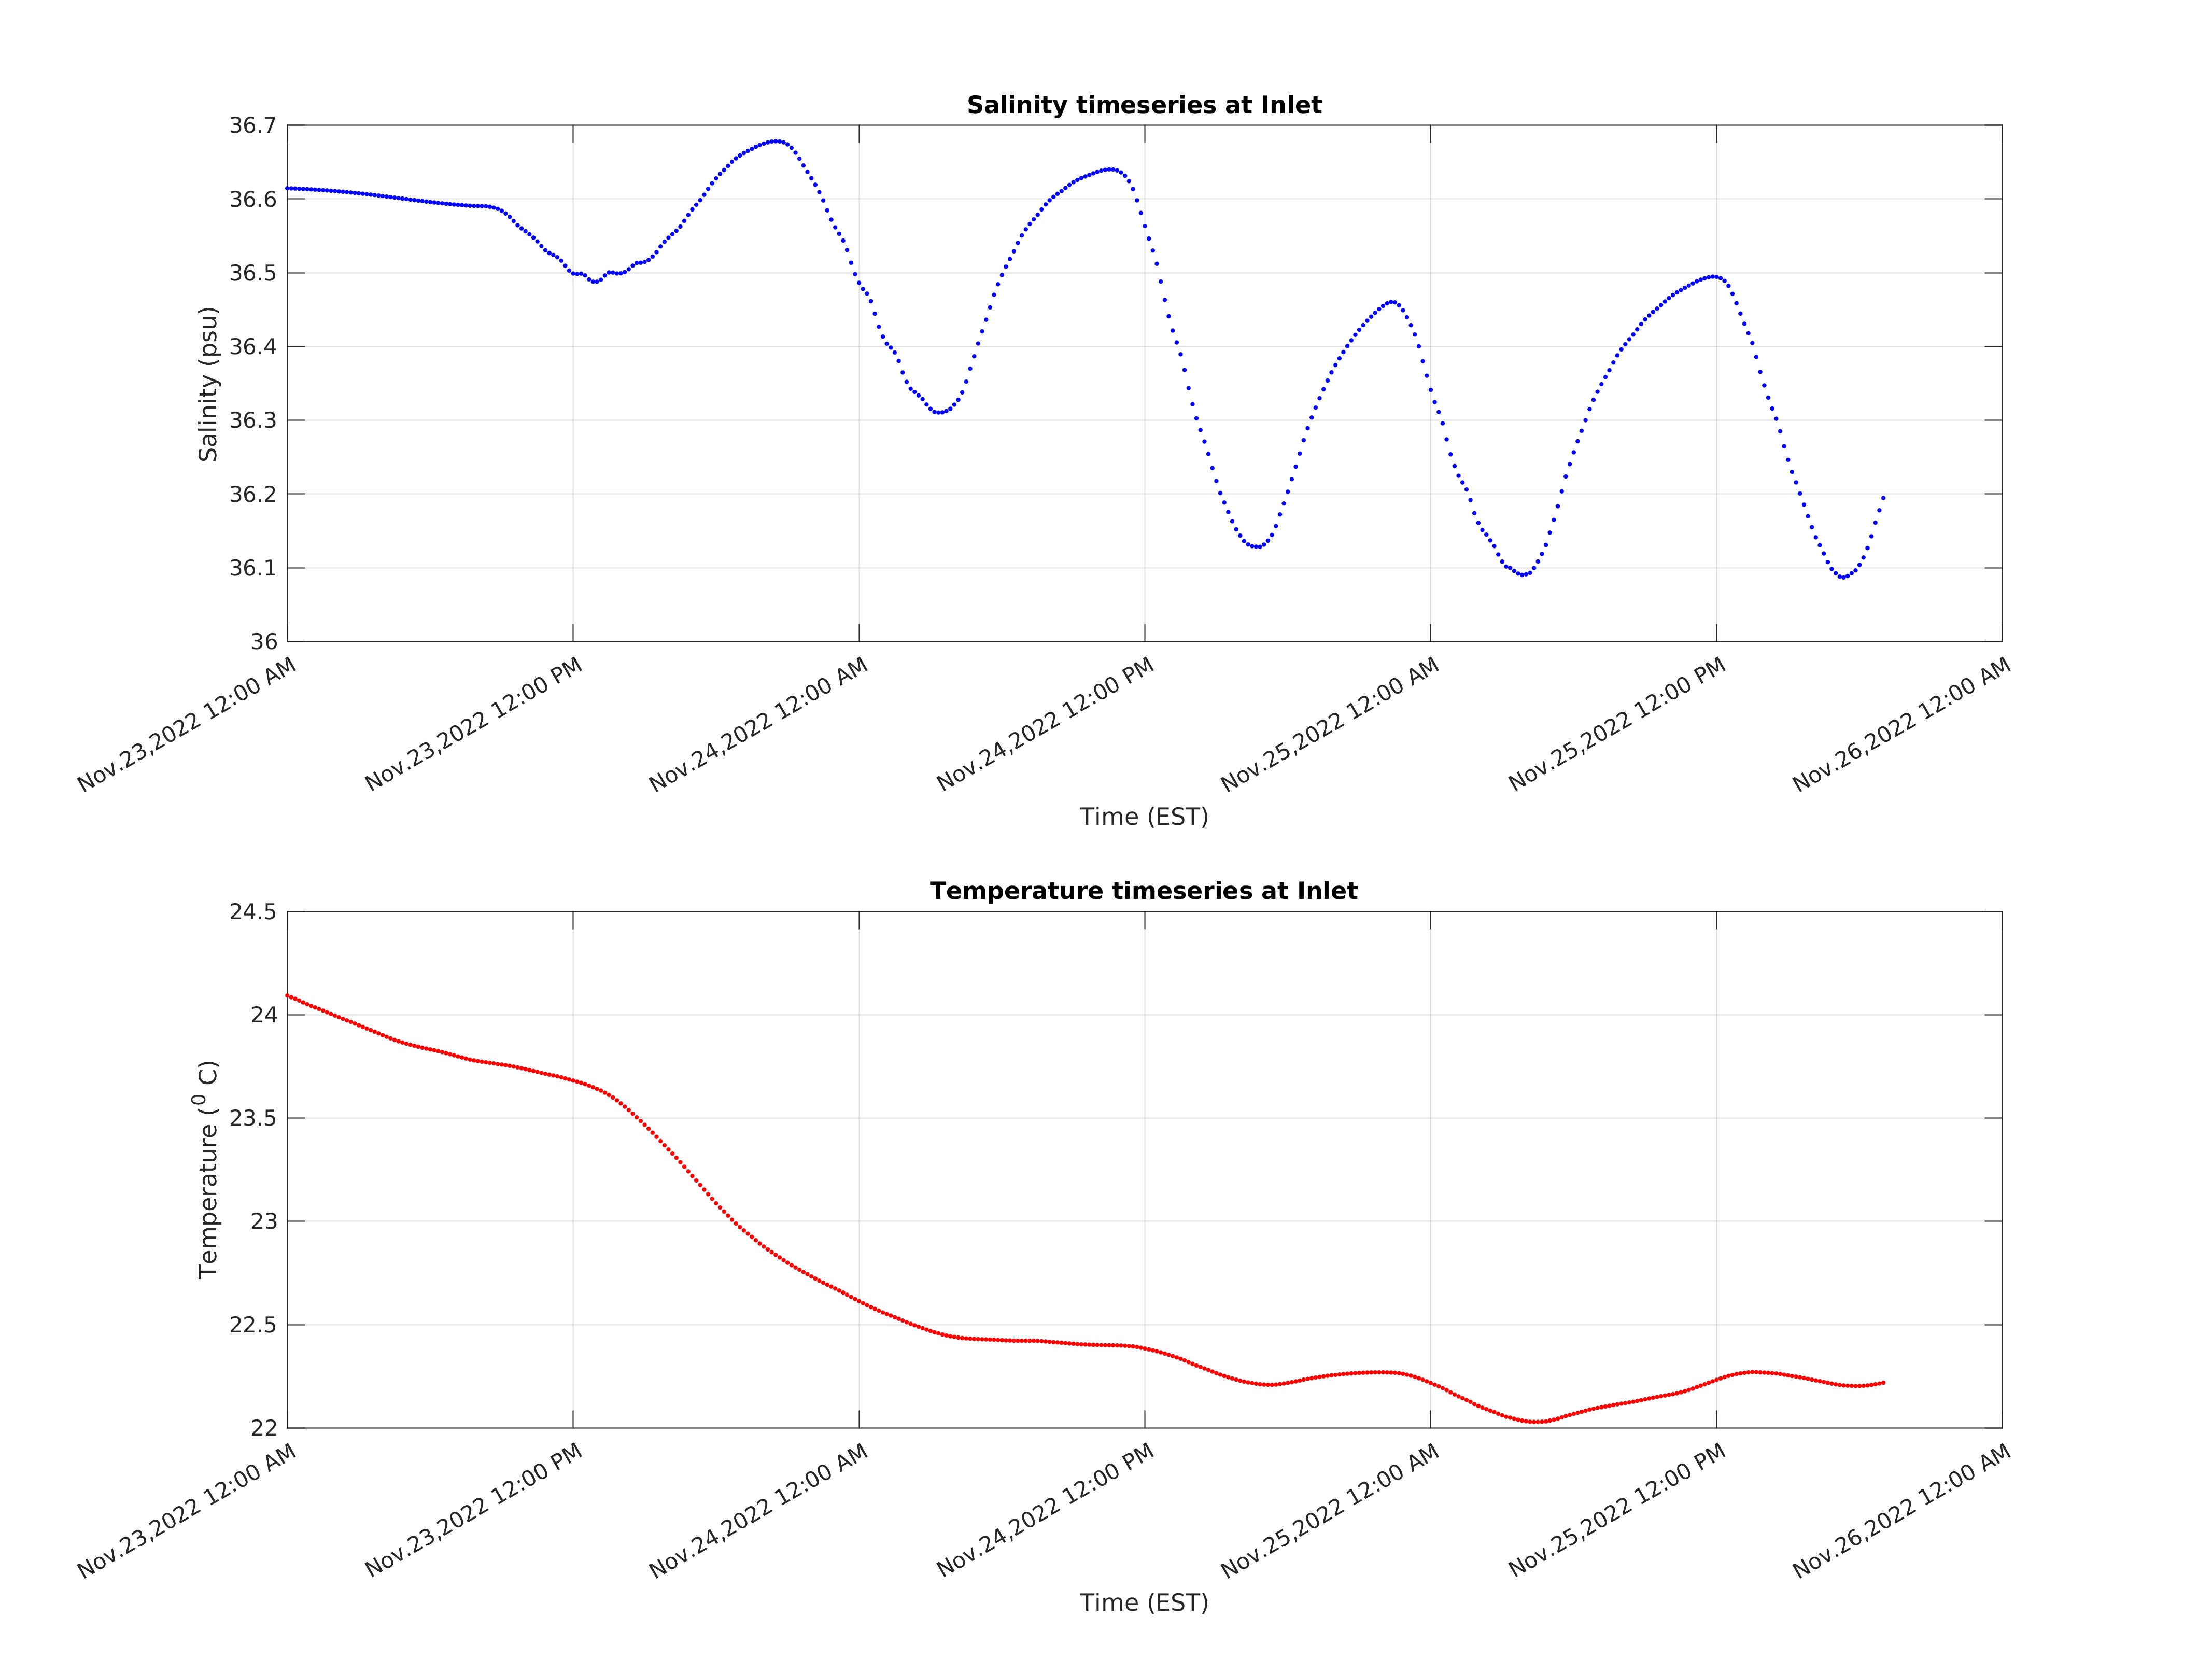 Salinity timeseries at Inlet
Salinity (psu)
36.7
36.6
36.5
36.4
36.3
36.2
36.1
36
Nov.23,2022 12:00 AM
Nov.23,2022 12:00 PM
Nov.24,2022 12:00 AM
Nov.24,2022 12:00 PM
Nov.25,2022 12:00 AM
Nov.25,2022 12:00 PM
Nov.26,2022 12:00 AM
Time (EST)
Temperature timeseries at Inlet
Temperature (⁰ C)
24.5
24
23.5
23
22.5
22
Nov.23,2022 12:00 AM
Nov.23,2022 12:00 PM
Nov.24,2022 12:00 AM
Nov.24,2022 12:00 PM
Nov.25,2022 12:00 AM
Nov.25,2022 12:00 PM
Nov.26,2022 12:00 AM
Time (EST)